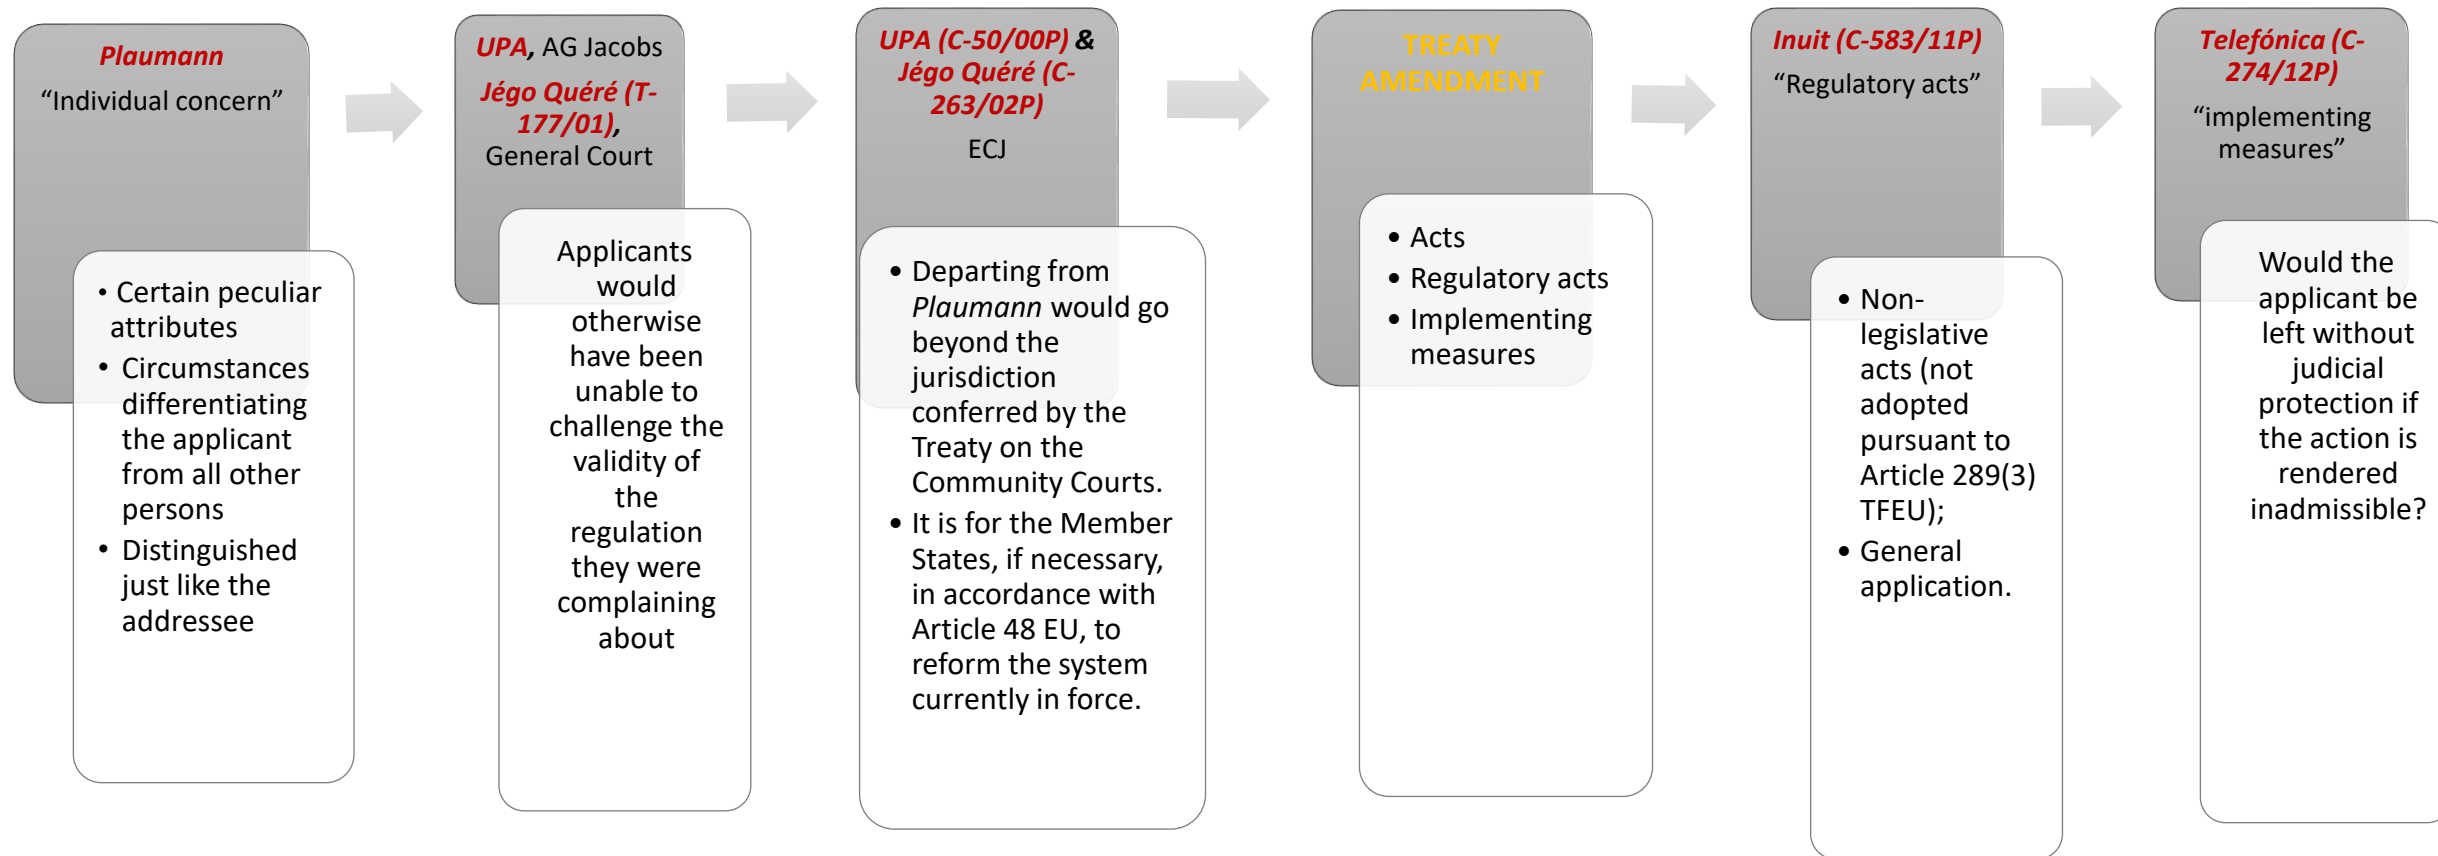 Plaumann
“Individual concern”
• Certain peculiar
attributes
• Circumstances
differentiating
the applicant
from all other
persons
• Distinguished
just like the
addressee
UPA, AG Jacobs
Jégo Quéré (T-
177/01),
General Court
Applicants
would
otherwise
have been
unable to
challenge the
validity of
the
regulation
they were
complaining
about
UPA (C-50/00P) &
Jégo Quéré (C-
263/02P)
ECJ
• Departing from
Plaumann would go
beyond the
jurisdiction
conferred by the
Treaty on the
Community Courts.
• It is for the Member
States, if necessary,
in accordance with
Article 48 EU, to
reform the system
currently in force.
TREATY
AMENDMENT
• Acts
• Regulatory acts
• Implementing
measures
Inuit (C-583/11P)
“Regulatory acts”
• Non-
legislative
acts (not
adopted
pursuant to
Article 289(3)
TFEU);
• General
application.
Telefónica (C-
274/12P)
“implementing
measures”
Would the
applicant be
left without
judicial
protection if
the action is
rendered
inadmissible?